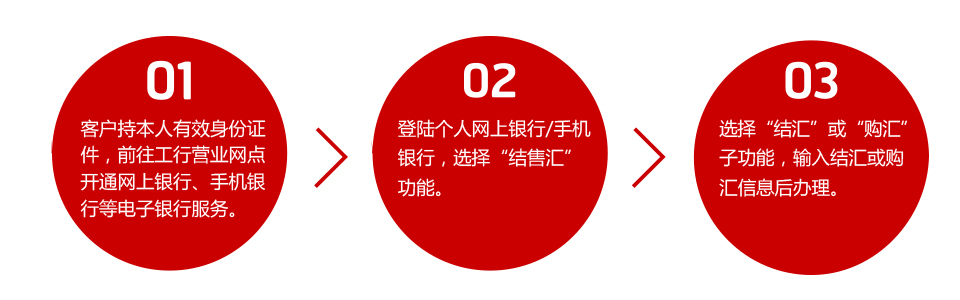 01
客户持本人有效身份证
件，前往工行营业网点
开通网上银行、手机银
行等电子银行服务。
02
登陆个人网上银行/手机
银行，选择“结售汇”
功能。
03
选择“结汇”或“购汇”
子功能，输入结汇或购
汇信息后办理。